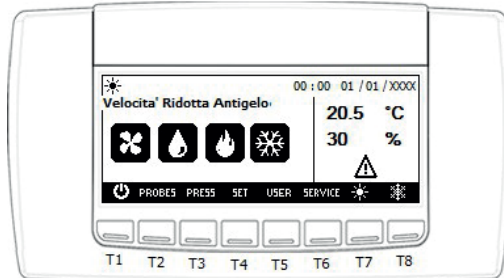 00 : 00 01 / 01 / XXXX
Velocita' Ridotta Antigelo
20.5 °C
30 %
PROBES PRESS SET USER SERVICE
T1 T2 T3 T4 T5 T6 T7 T8